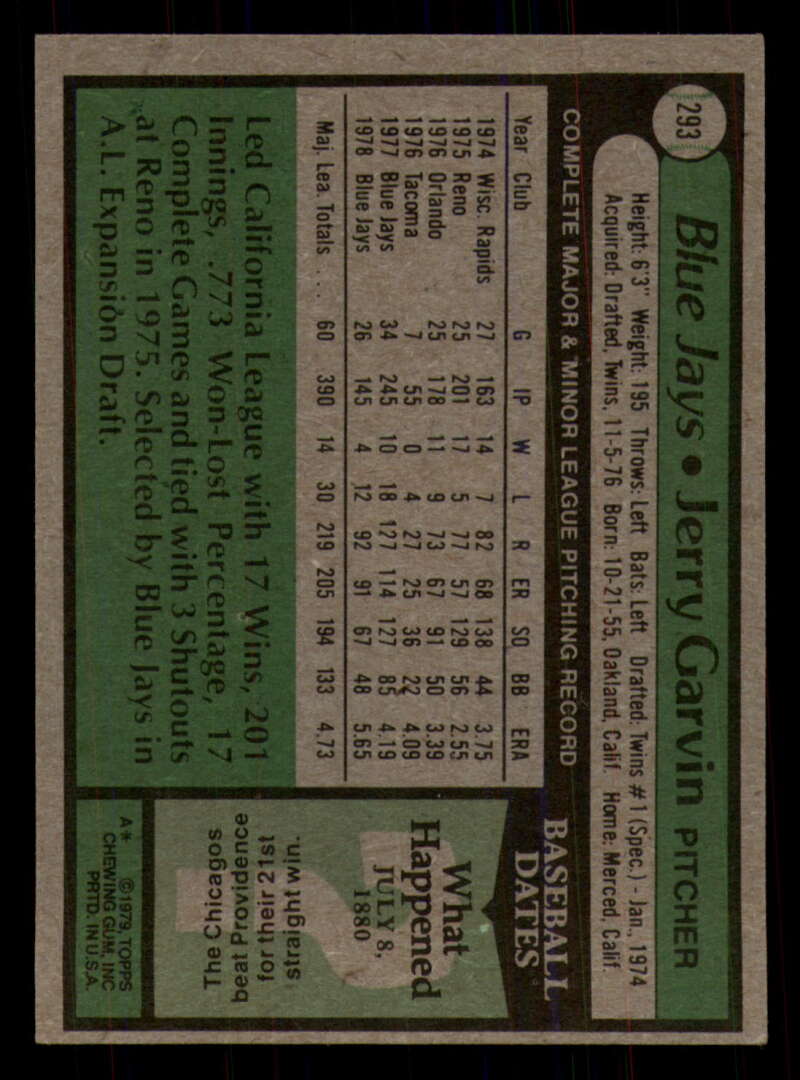 293
Blue Jays • Jerry Garvin PITCHER
Height: 6'3" Weight: 195 Throws: Left Bats: Left Drafted: Twins #1 (Spec.) - Jan., 1974
Acquired: Drafted, Twins, 11-5-76 Born: 10-21-55, Oakland, Calif. Home: Merced, Calif.
COMPLETE MAJOR & MINOR LEAGUE PITCHING RECORD
Year Club G IP W L R ER SO BB ERA
1974 Wisc. Rapids 27 163 14 7 82 68 138 44 3.75
1975 Reno 25 201 17 5 77 57 129 56 2.55
1976 Orlando 25 178 11 9 73 67 91 50 3.39
1976 Tacoma 7 55 0 4 27 25 36 22 4.09
1977 Blue Jays 34 245 10 18 127 114 127 85 4.19
1978 Blue Jays 26 145 4 12 92 91 67 48 5.65
Maj. Lea. Totals . . . 60 390 14 30 219 205 194 133 4.73
Led California League with 17 Wins, 201
Innings, .773 Won-Lost Percentage, 17
Complete Games and tied with 3 Shutouts
at Reno in 1975. Selected by Blue Jays in
A.L. Expansion Draft.
BASEBALL
DATES
What
Happened
JULY 8,
1880
The Chicagos
beat Providence
for their 21st
straight win.
A* ©1979, TOPPS
CHEWING GUM, INC
PRTD. IN U.S.A.